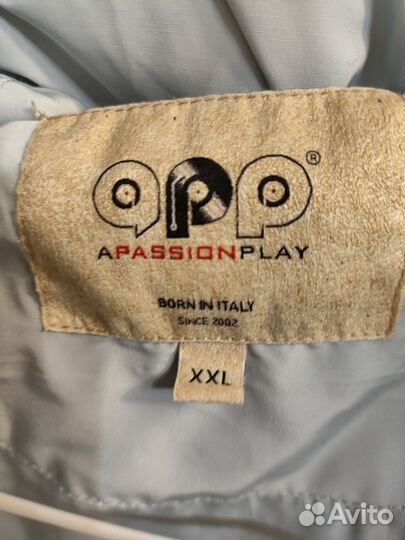 app®
APASSIONPLAY
BORN IN ITALY
SINCE 2002
XXL
Avito